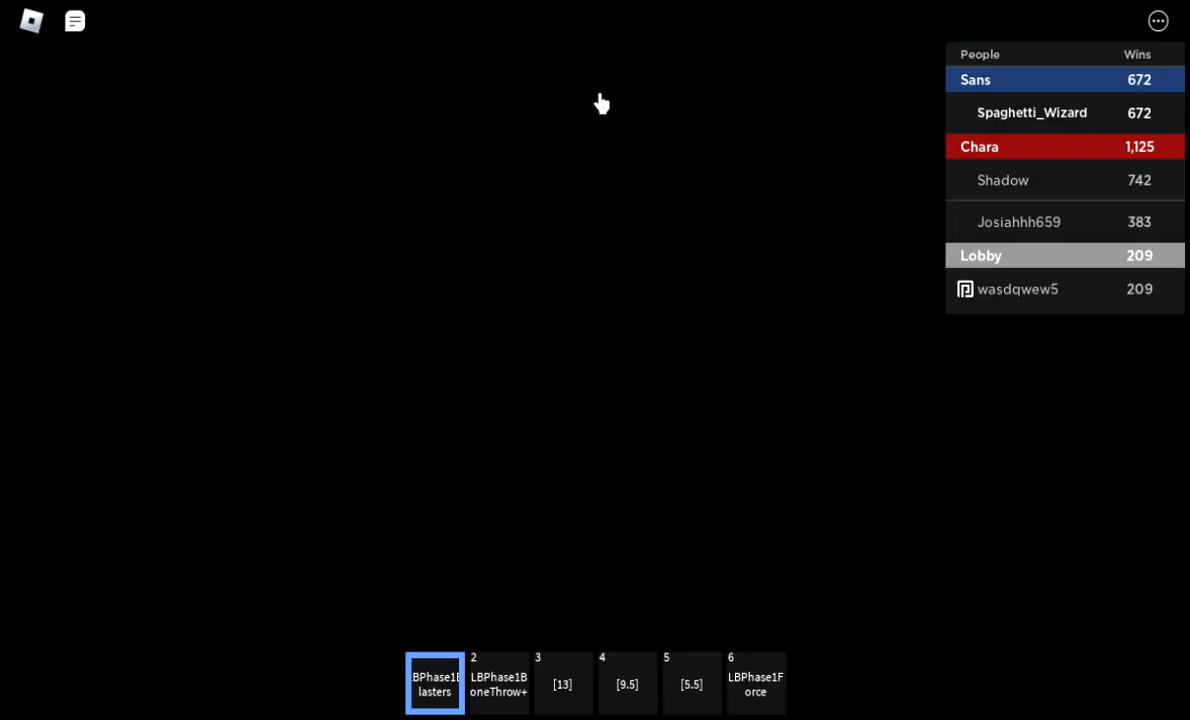 People Wins
Sans 672
Spaghetti_Wizard 672
Chara 1,125
Shadow 742
Josiahhh659 383
Lobby 209
wasdqwew5 209
2 3 4 5 6
LBPhase1B LBPhase1F
lasters oneThrow+ [13] [9.5] [5.5] orce